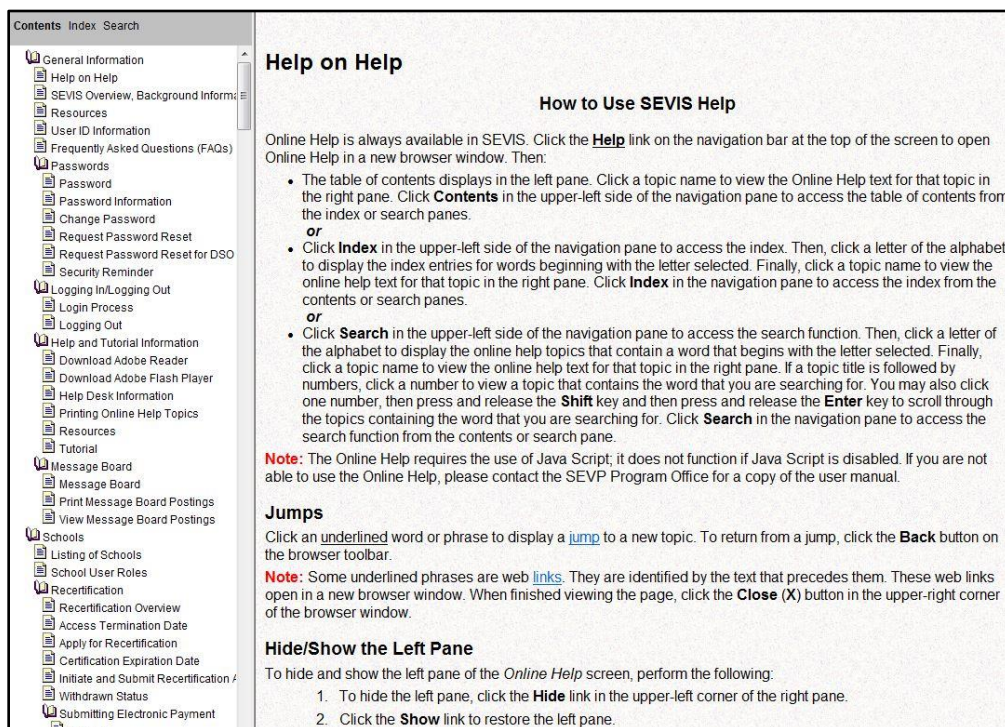 Contents Index Search
General Information
Help on Help
SEVIS Overview, Background Informa
Resources
User ID Information
Frequently Asked Questions (FAQs)
Passwords
Password
Password Information
Change Password
Request Password Reset
Request Password Reset for DSO
Security Reminder
Logging In/Logging Out
Login Process
Logging Out
Help and Tutorial Information
Download Adobe Reader
Download Adobe Flash Player
Help Desk Information
Printing Online Help Topics
Resources
Tutorial
Message Board
Message Board
Print Message Board Postings
View Message Board Postings
Schools
Listing of Schools
School User Roles
Recertification
Recertification Overview
Access Termination Date
Apply for Recertification
Certification Expiration Date
Initiate and Submit Recertification A
Withdrawn Status
Submitting Electronic Payment
Help on Help
How to Use SEVIS Help
Online Help is always available in SEVIS. Click the Help link on the navigation bar at the top of the screen to open
Online Help in a new browser window. Then:
• The table of contents displays in the left pane. Click a topic name to view the Online Help text for that topic in
the right pane. Click Contents in the upper-left side of the navigation pane to access the table of contents from
the index or search panes.
or
• Click Index in the upper-left side of the navigation pane to access the index. Then, click a letter of the alphabet
to display the index entries for words beginning with the letter selected. Finally, click a topic name to view the
online help text for that topic in the right pane. Click Index in the navigation pane to access the index from the
contents or search panes.
or
• Click Search in the upper-left side of the navigation pane to access the search function. Then, click a letter of
the alphabet to display the online help topics that contain a word that begins with the letter selected. Finally,
click a topic name to view the online help text for that topic in the right pane. If a topic title is followed by
numbers, click a number to view a topic that contains the word that you are searching for. You may also click
one number, then press and release the Shift key and then press and release the Enter key to scroll through
the topics containing the word that you are searching for. Click Search in the navigation pane to access the
search function from the contents or search pane.
Note: The Online Help requires the use of Java Script; it does not function if Java Script is disabled. If you are not
able to use the Online Help, please contact the SEVP Program Office for a copy of the user manual.
Jumps
Click an underlined word or phrase to display a jump to a new topic. To return from a jump, click the Back button on
the browser toolbar.
Note: Some underlined phrases are web links. They are identified by the text that precedes them. These web links
open in a new browser window. When finished viewing the page, click the Close (X) button in the upper-right corner
of the browser window.
Hide/Show the Left Pane
To hide and show the left pane of the Online Help screen, perform the following:
1. To hide the left pane, click the Hide link in the upper-left corner of the right pane.
2. Click the Show link to restore the left pane.